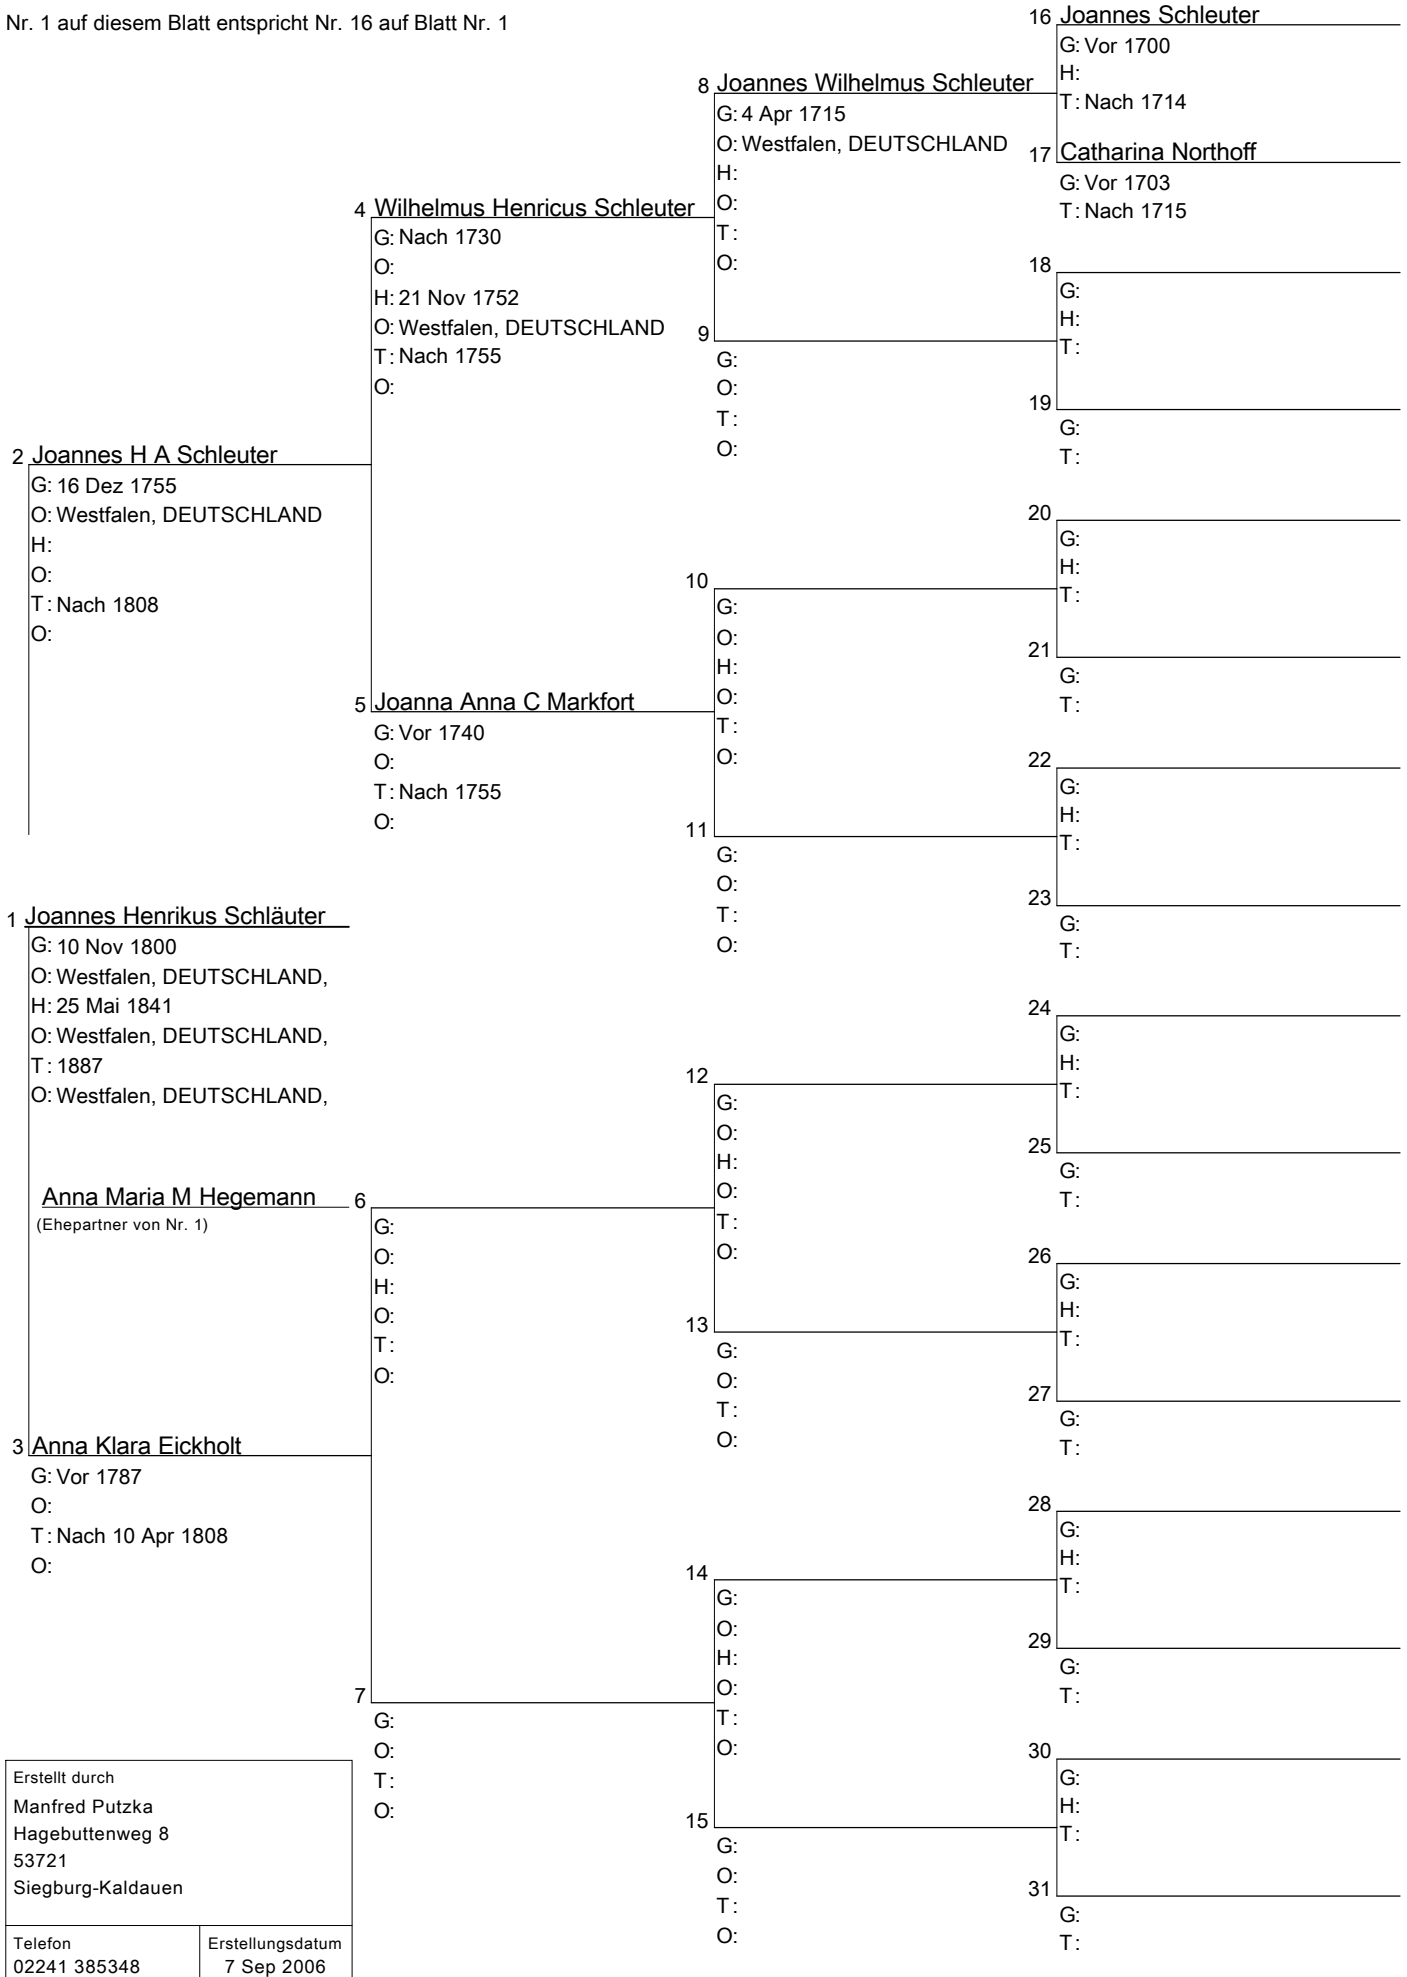 Nr. 1 auf diesem Blatt entspricht Nr. 16 auf Blatt Nr. 1
2 Joannes H A Schleuter
G: 16 Dez 1755
O: Westfalen, DEUTSCHLAND
H:
O:
T: Nach 1808
O:
1 Joannes Henrikus Schläuter
G: 10 Nov 1800
O: Westfalen, DEUTSCHLAND,
H: 25 Mai 1841
O: Westfalen, DEUTSCHLAND,
T: 1887
O: Westfalen, DEUTSCHLAND,
Anna Maria M Hegemann
(Ehepartner von Nr. 1)
3 Anna Klara Eickholt
G: Vor 1787
O:
T: Nach 10 Apr 1808
O:
4 Wilhelmus Henricus Schleuter
G: Nach 1730
O:
H: 21 Nov 1752
O: Westfalen, DEUTSCHLAND
T: Nach 1755
O:
5 Joanna Anna C Markfort
G: Vor 1740
O:
T: Nach 1755
O:
6
G:
O:
H:
O:
T:
O:
7
G:
O:
T:
O:
8 Joannes Wilhelmus Schleuter
G: 4 Apr 1715
O: Westfalen, DEUTSCHLAND
H:
O:
T:
O:
9
G:
O:
T:
O:
10
G:
O:
H:
O:
T:
O:
11
G:
O:
T:
O:
12
G:
O:
H:
O:
T:
O:
13
G:
O:
T:
O:
14
G:
O:
H:
O:
T:
O:
15
G:
O:
T:
O:
16 Joannes Schleuter
G: Vor 1700
H:
T: Nach 1714
17 Catharina Northoff
G: Vor 1703
T: Nach 1715
18
G:
H:
T:
19
G:
T:
20
G:
H:
T:
21
G:
T:
22
G:
H:
T:
23
G:
T:
24
G:
H:
T:
25
G:
T:
26
G:
H:
T:
27
G:
T:
28
G:
H:
T:
29
G:
T:
30
G:
H:
T:
31
G:
T:
Erstellt durch
Manfred Putzka
Hagebuttenweg 8
53721
Siegburg-Kaldauen
Telefon
02241 385348
Erstellungsdatum
7 Sep 2006